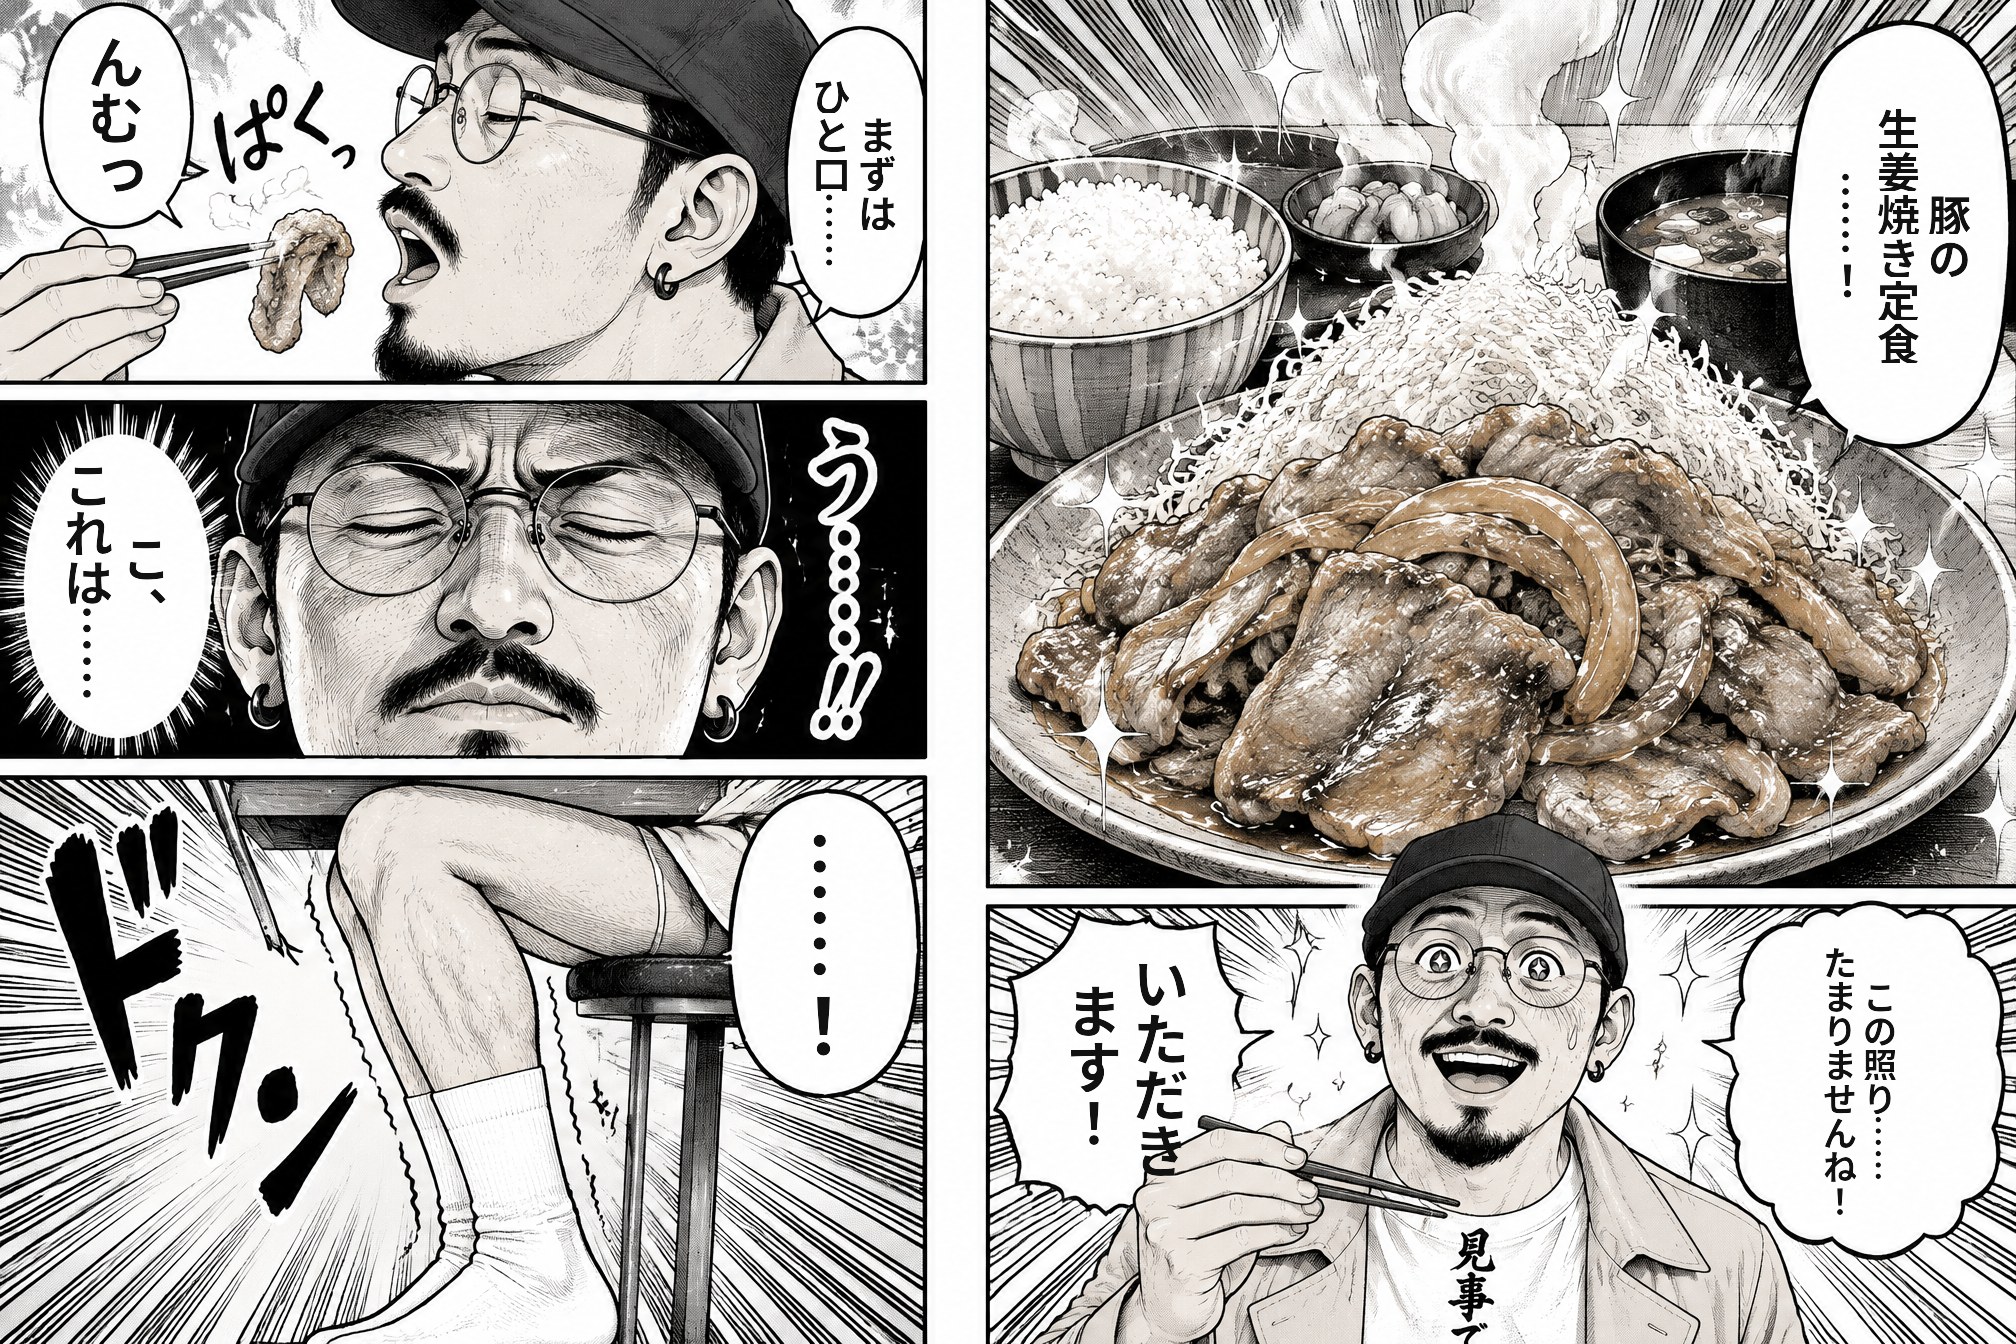 豚の
生姜焼き定食
……！
この照り……
たまりませんね！
いただき
ます！
見事で
まずは
ひと口……
ぱくっ
んむっ
う……!!
こ、
これは……
……！
ドクン